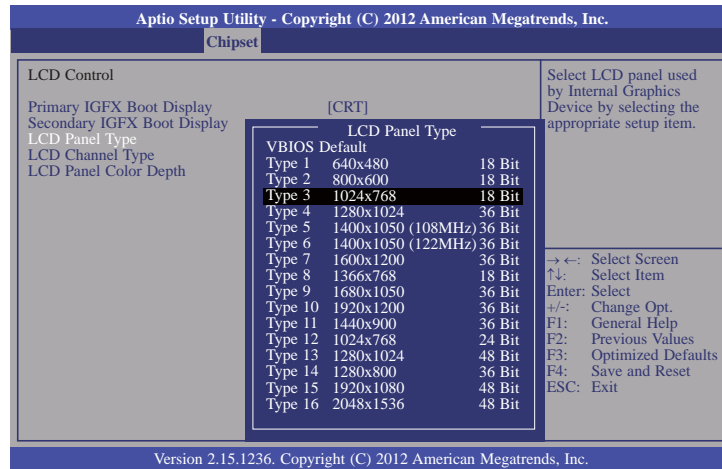 Aptio Setup Utility - Copyright (C) 2012 American Megatrends, Inc.
Chipset
LCD Control
Primary IGFX Boot Display [CRT]
Secondary IGFX Boot Display
LCD Panel Type
LCD Channel Type
LCD Panel Color Depth
LCD Panel Type
VBIOS Default
Type 1 640x480 18 Bit
Type 2 800x600 18 Bit
Type 3 1024x768 18 Bit
Type 4 1280x1024 36 Bit
Type 5 1400x1050 (108MHz) 36 Bit
Type 6 1400x1050 (122MHz) 36 Bit
Type 7 1600x1200 36 Bit
Type 8 1366x768 18 Bit
Type 9 1680x1050 36 Bit
Type 10 1920x1200 36 Bit
Type 11 1440x900 36 Bit
Type 12 1024x768 24 Bit
Type 13 1280x1024 48 Bit
Type 14 1280x800 36 Bit
Type 15 1920x1080 48 Bit
Type 16 2048x1536 48 Bit
Select LCD panel used
by Internal Graphics
Device by selecting the
appropriate setup item.
→←: Select Screen
↑↓: Select Item
Enter: Select
+/-: Change Opt.
F1: General Help
F2: Previous Values
F3: Optimized Defaults
F4: Save and Reset
ESC: Exit
Version 2.15.1236. Copyright (C) 2012 American Megatrends, Inc.